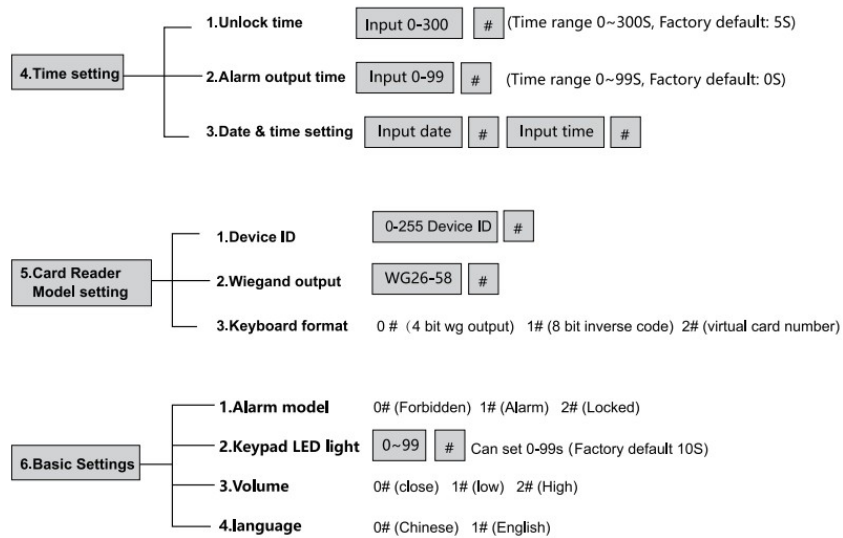 1.Unlock time Input 0-300 # (Time range 0~300S, Factory default: 5S)
4.Time setting 2.Alarm output time Input 0-99 # (Time range 0~99S, Factory default: 0S)
3.Date & time setting Input date # Input time #
1.Device ID 0-255 Device ID #
5.Card Reader
Model setting
2.Wiegand output WG26-58 #
3.Keyboard format 0 # (4 bit wg output) 1# (8 bit inverse code) 2# (virtual card number)
1.Alarm model 0# (Forbidden) 1# (Alarm) 2# (Locked)
2.Keypad LED light 0~99 # Can set 0-99s (Factory default 10S)
6.Basic Settings
3.Volume 0# (close) 1# (low) 2# (High)
4.language 0# (Chinese) 1# (English)